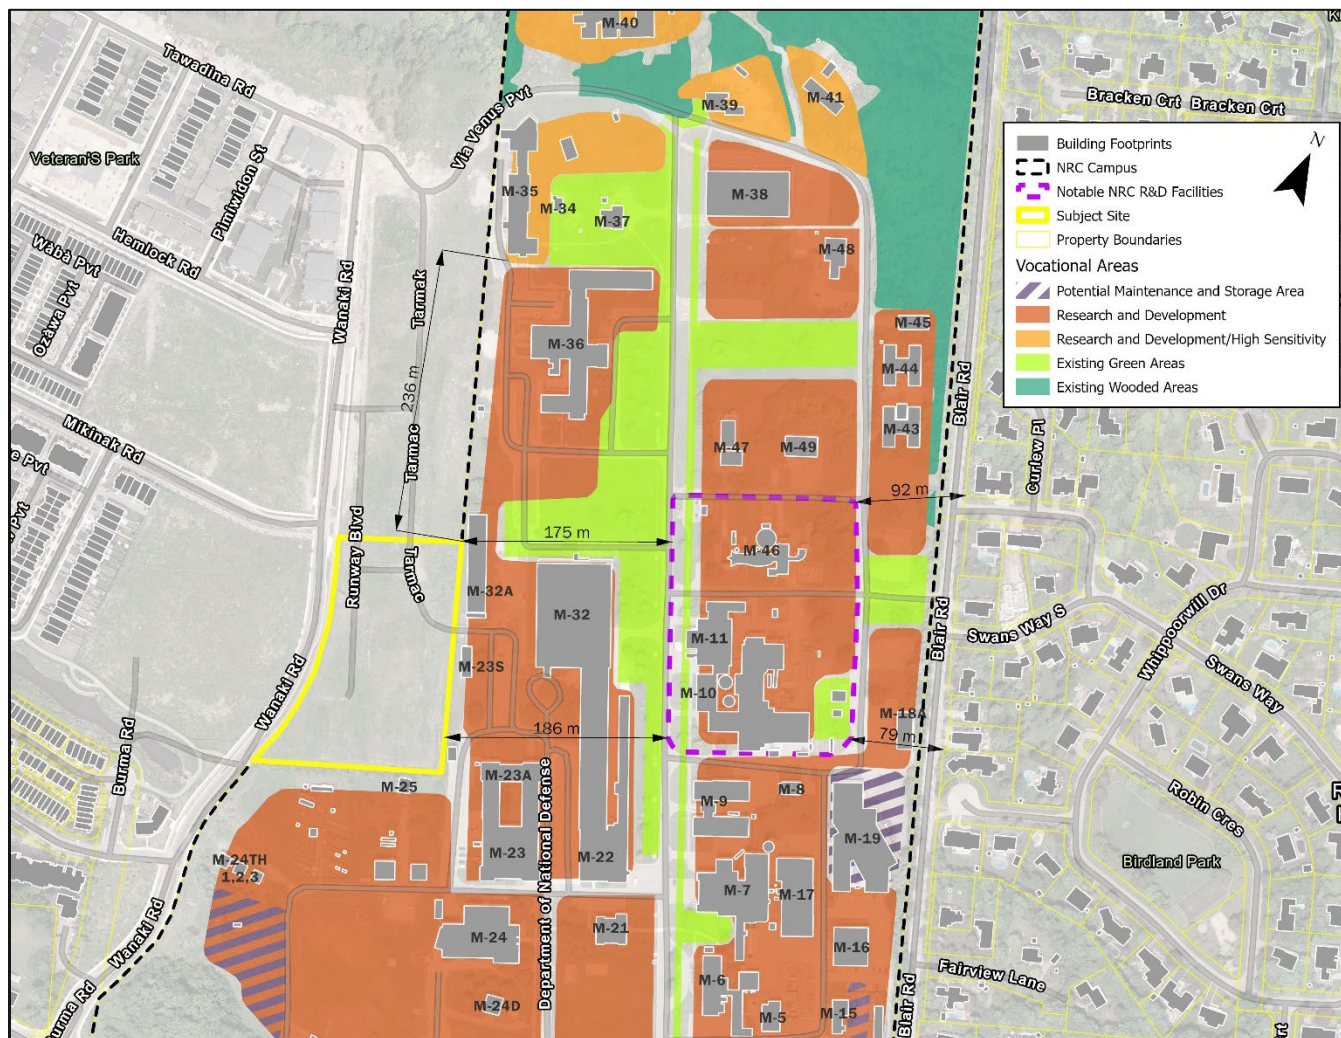 M-40
Tawadina Rd
Via Venus Pvt
M-39
M-41
Bracken Crt
Bracken Crt
Veteran'S Park
Pimiwidon St
M-35
M-34
M-37
M-38
M-48
Building Footprints
NRC Campus
Notable NRC R&D Facilities
Subject Site
Property Boundaries
Vocational Areas
Potential Maintenance and Storage Area
Research and Development
Research and Development/High Sensitivity
Existing Green Areas
Existing Wooded Areas
N
Waba Pvt
Hemlock Rd
Ozawa Pvt
Wanaki Rd
Tarmak
236 m
Tarmac
M-36
M-45
M-44
M-43
Blair Rd
Mikinak Rd
Pvt
M-47
M-49
Curlew Pl
92 m
Runway Blvd
Tarmac
175 m
M-46
M-32A
M-32
M-11
M-23S
M-10
Blair Rd
Swans Way S
Whippoorwill Dr
Swans Way
Wanaki Rd
Burma Rd
186 m
M-18A
79 m
M-25
M-23A
Department of National Defense
M-9
M-8
M-19
Robin Cres
Birdland Park
M-24TH
1,2,3
M-23
M-22
M-7
M-17
Wanaki Rd
M-24
M-21
M-16
M-6
Fairview Lane
M-24D
M-5
M-15
Blair Rd